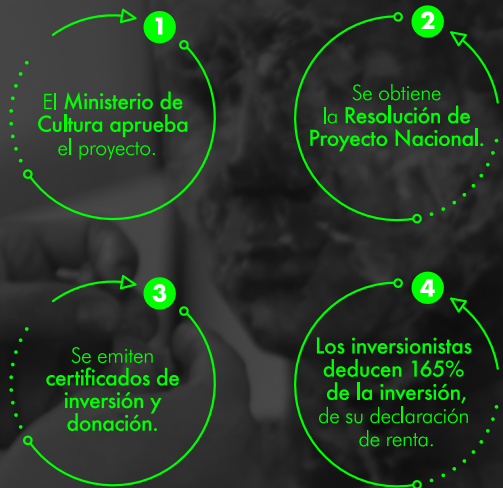 1
El Ministerio de
Cultura aprueba
el proyecto.
2
Se obtiene
la Resolución de
Proyecto Nacional.
3
Se emiten
certificados de
inversión y
donación.
4
Los inversionistas
deducen 165%
de la inversión,
de su declaración
de renta.